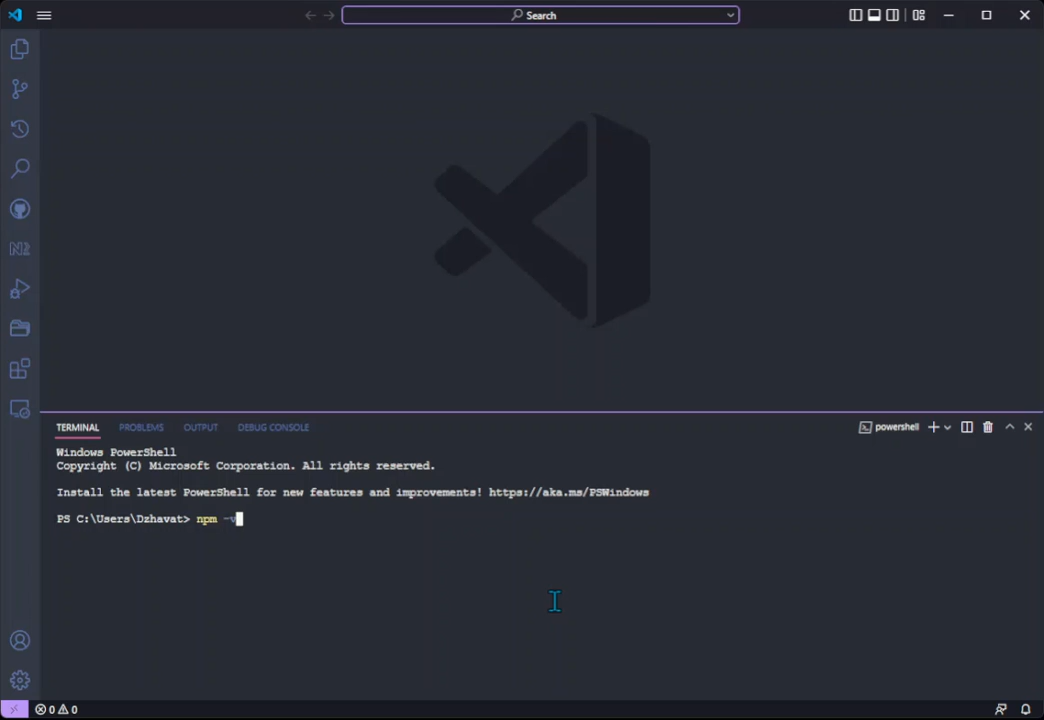 Search
TERMINAL PROBLEMS OUTPUT DEBUG CONSOLE powershell
Windows PowerShell
Copyright (C) Microsoft Corporation. All rights reserved.
Install the latest PowerShell for new features and improvements! https://aka.ms/PSWindows
PS C:\Users\Dzhavat> npm -v
0 0